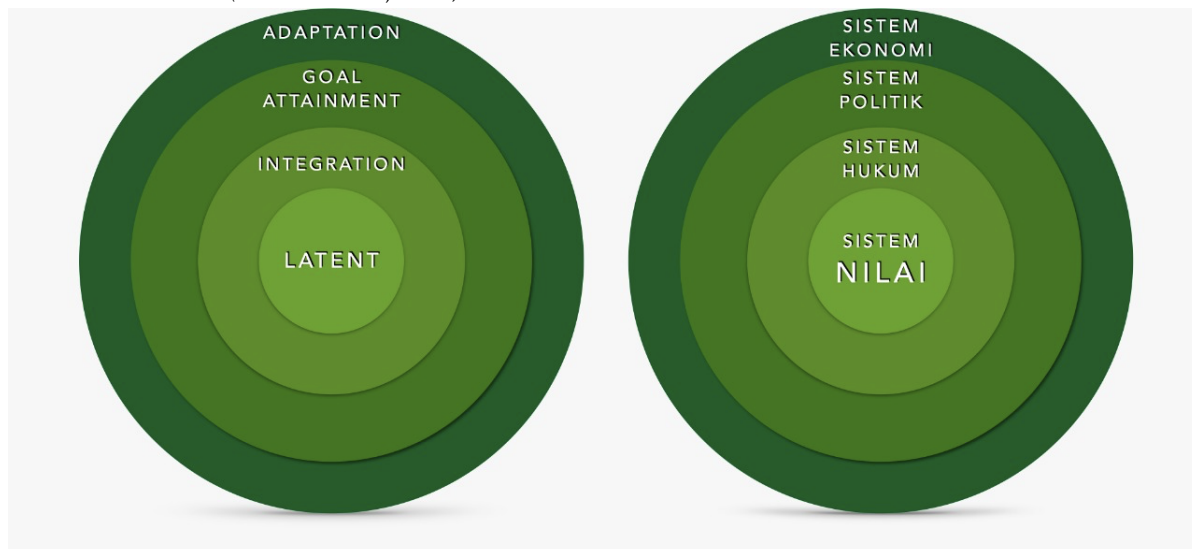 ADAPTATION
GOAL
ATTAINMENT
INTEGRATION
LATENT
SISTEM
EKONOMI
SISTEM
POLITIK
SISTEM
HUKUM
SISTEM
NILAI